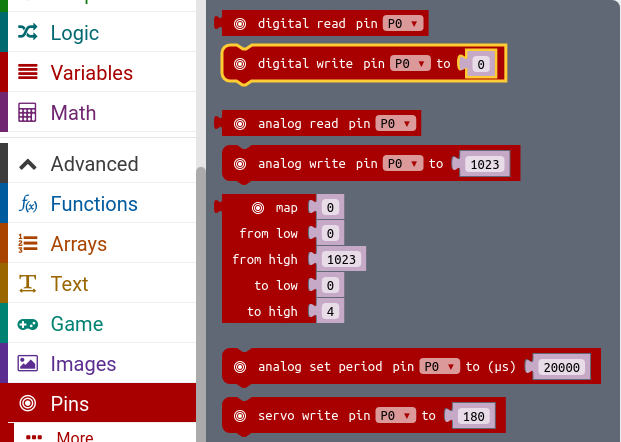 Logic
Variables
Math
Advanced
Functions
Arrays
Text
Game
Images
Pins
More
digital read pin P0
digital write pin P0 to 0
analog read pin P0
analog write pin P0 to 1023
map 0
from low 0
from high 1023
to low 0
to high 4
analog set period pin P0 to (µs) 20000
servo write pin P0 to 180